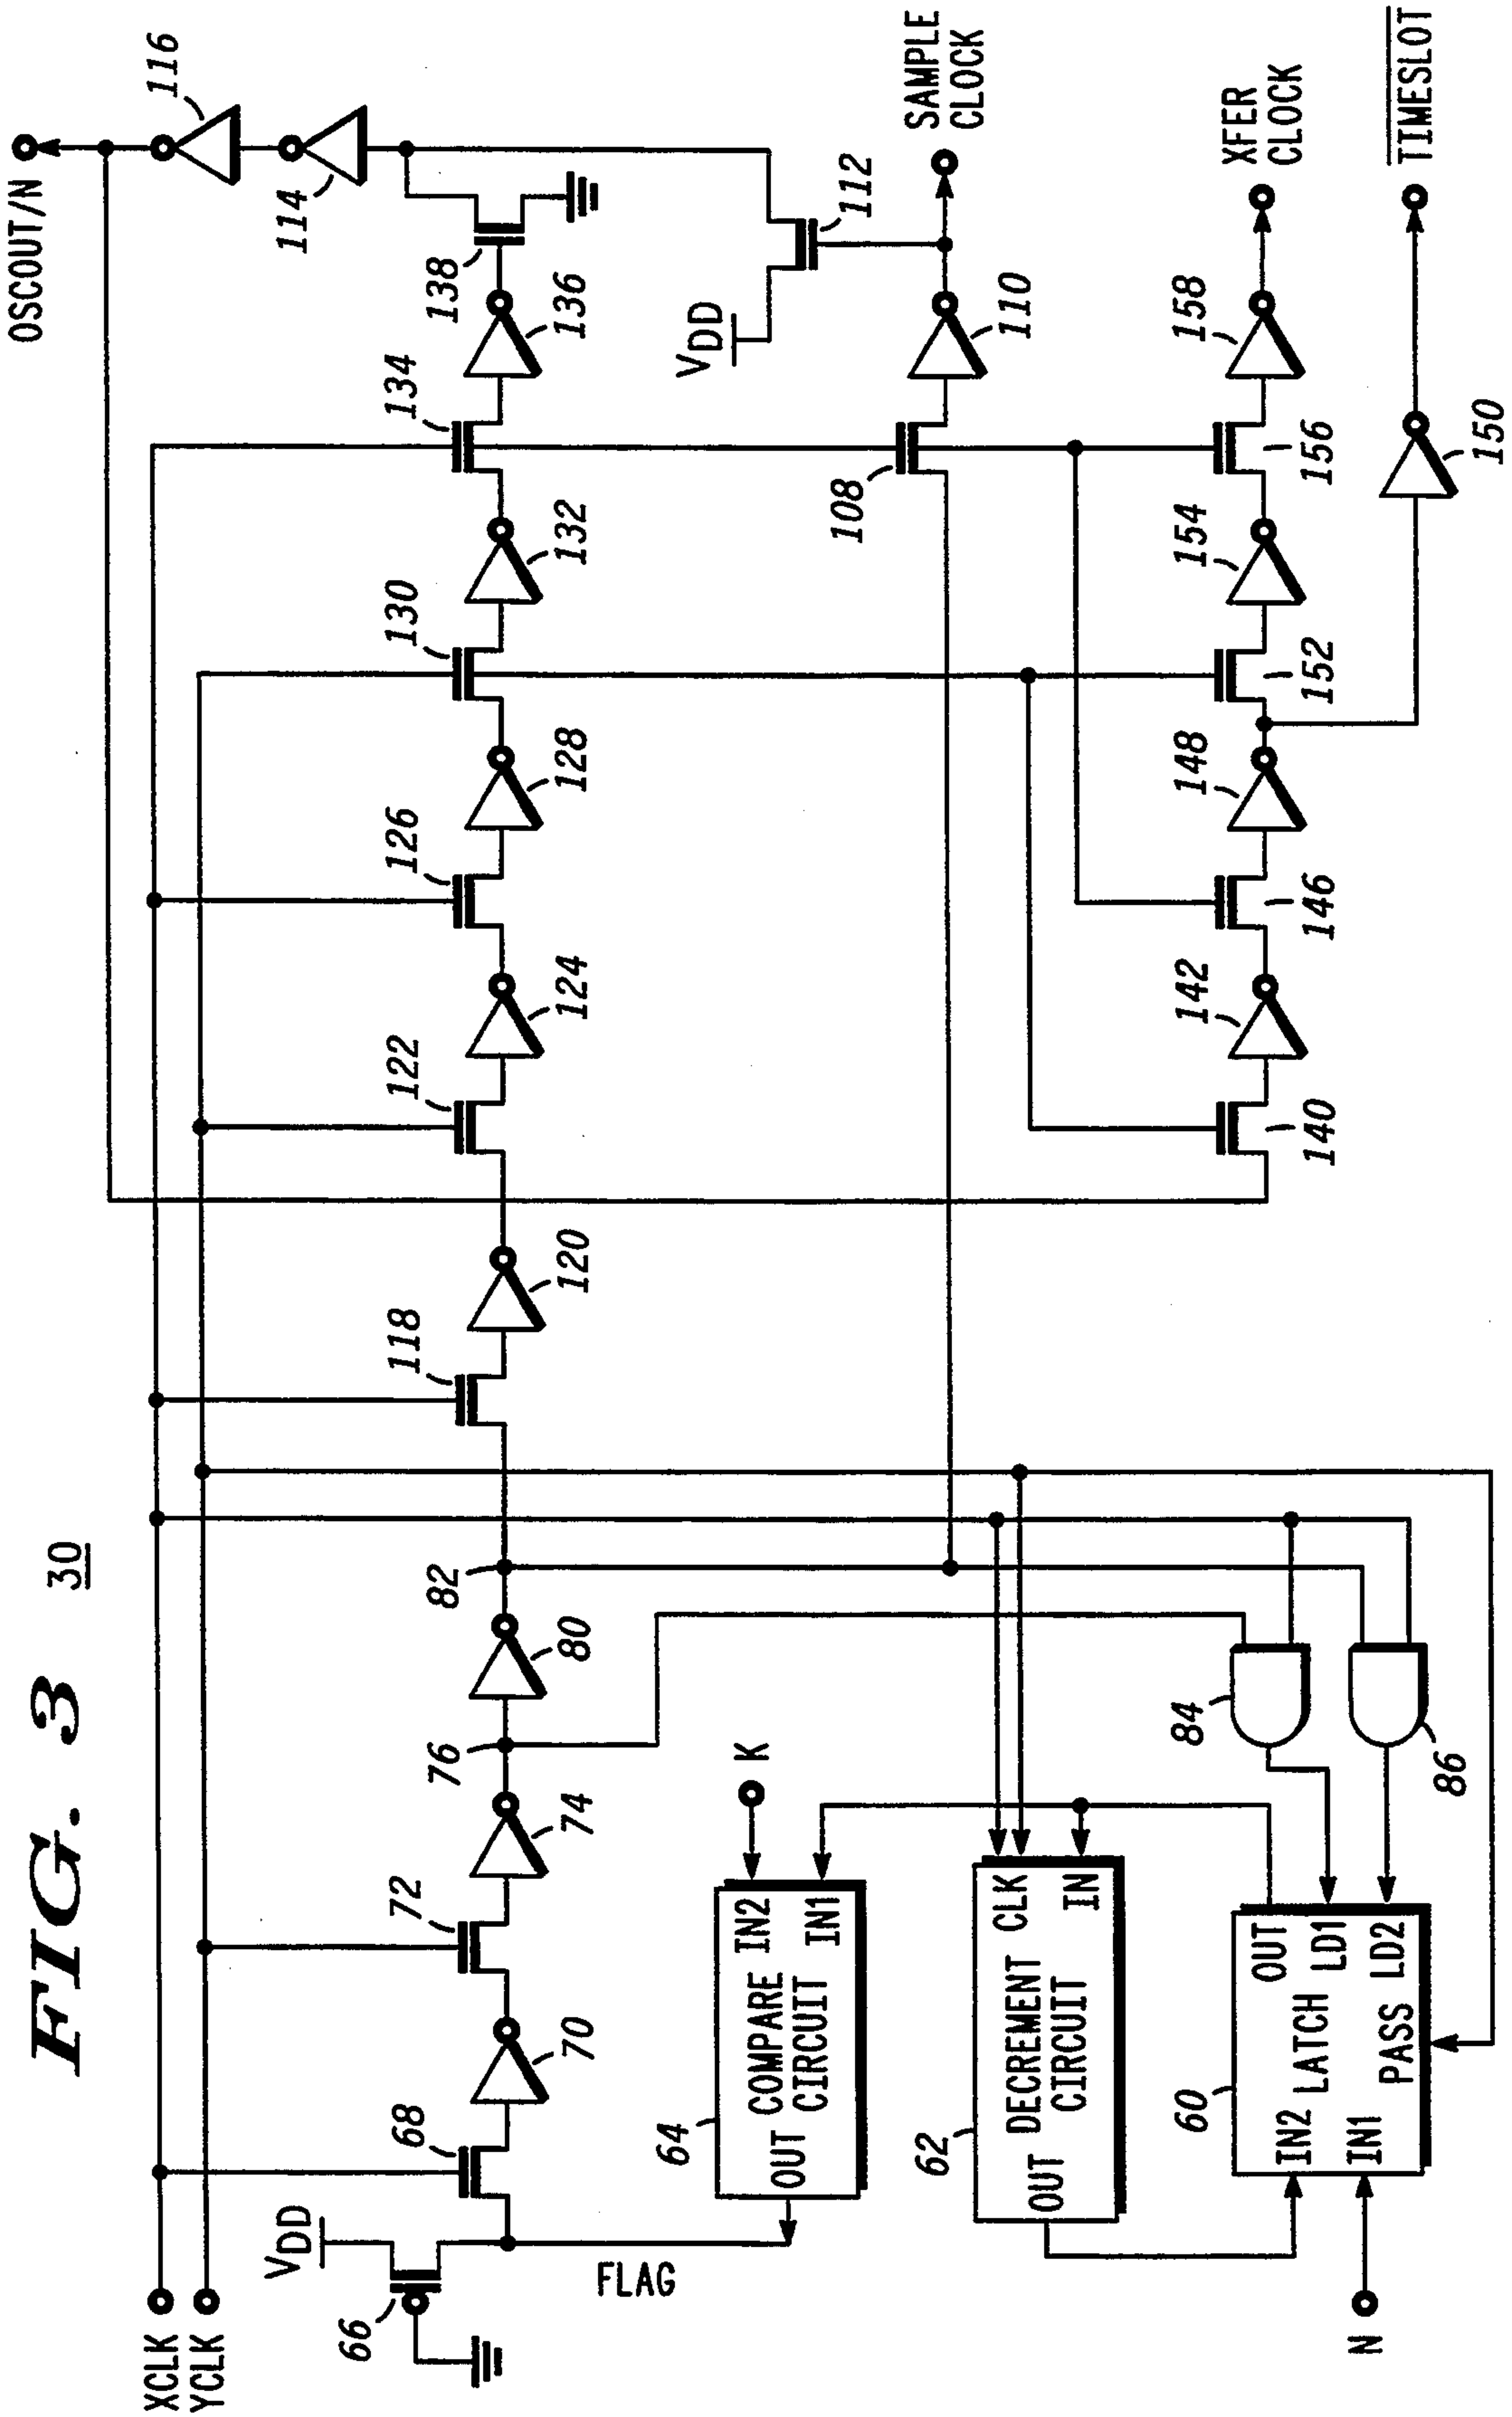 FIG. 3
30
XCLK
YCLK
OSCOUT/N
116
114
VDD
66
68
70
72
74
76
80
82
118
120
122
124
126
128
130
132
134
136
138
FLAG
64
COMPARE
CIRCUIT
OUT
IN2
IN1
K
62
DECREMENT
CIRCUIT
OUT
CLK
IN
60
LATCH
IN2
IN1
OUT
LD1
LD2
PASS
N
84
86
VDD
112
108
110
SAMPLE
CLOCK
140
142
146
148
152
154
156
158
XFER
CLOCK
150
TIMESLOT